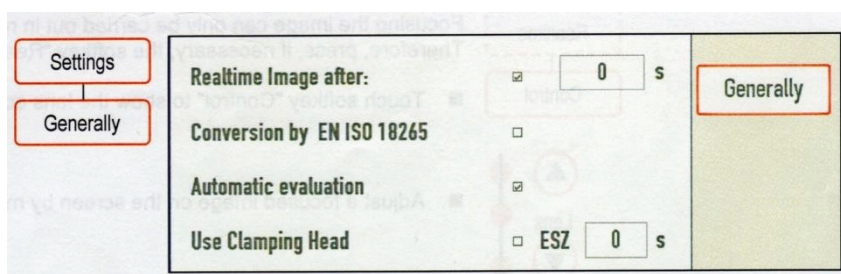 Settings
Generally
Realtime Image after: ☑ 0 s
Conversion by EN ISO 18265 ☐
Automatic evaluation ☑
Use Clamping Head ☐ ESZ 0 s
Generally